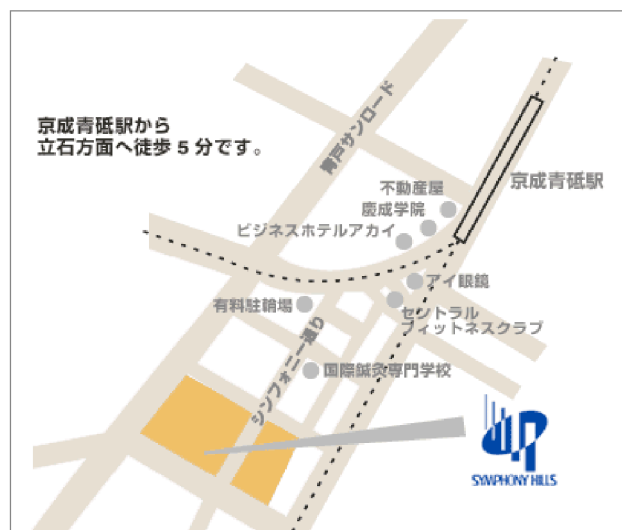 京成青砥駅から
立石方面へ徒歩5分です。
青戸サンロード
京成青砥駅
不動産屋
慶成学院
ビジネスホテルアカイ
アイ眼鏡
有料駐輪場
セントラル
フィットネスクラブ
シンフォニー通り
国際鍼灸専門学校
SYMPHONY HILLS